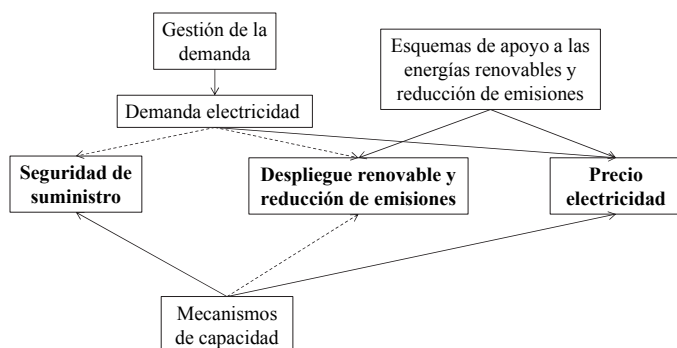 Gestión de la
demanda
Esquemas de apoyo a las
energías renovables y
reducción de emisiones
Demanda electricidad
Seguridad de
suministro
Despliegue renovable y
reducción de emisiones
Precio
electricidad
Mecanismos
de capacidad